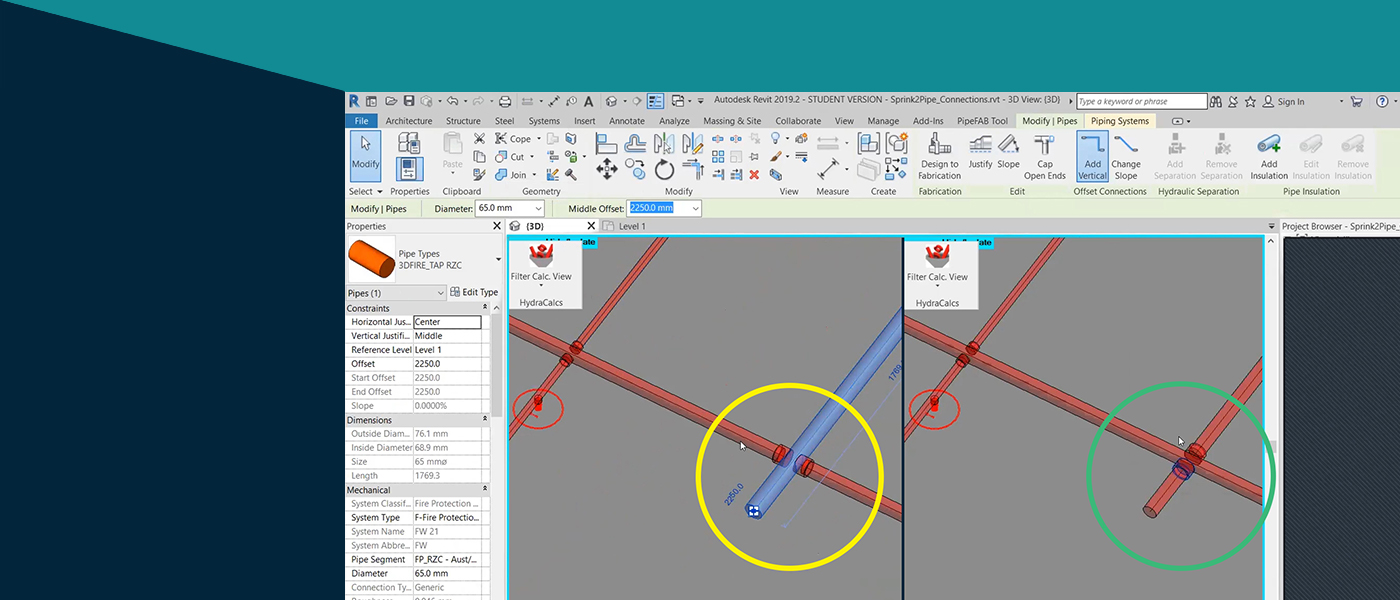 Autodesk Revit 2019.2 - STUDENT VERSION - Sprink2Pipe_Connections.rvt - 3D View: {3D}
Type a keyword or phrase
Sign In
File Architecture Structure Steel Systems Insert Annotate Analyze Massing & Site Collaborate View Manage Add-Ins PipeFAB Tool Modify | Pipes Piping Systems
Modify
Paste
Cope
Cut
Join
Design to Fabrication
Justify
Slope
Cap Open Ends
Add Vertical
Change Slope
Add Separation
Remove Separation
Add Insulation
Edit Insulation
Remove Insulation
Select Properties Clipboard Geometry Modify View Measure Create Fabrication Edit Offset Connections Hydraulic Separation Pipe Insulation
Modify | Pipes Diameter: 65.0 mm Middle Offset: 2250.0 mm
Properties
{3D}
Level 1
Project Browser - Sprink2Pipe_
Pipe Types
3DFIRE_TAP RZC
Pipes (1)
Edit Type
Constraints
Horizontal Jus... Center
Vertical Justifi... Middle
Reference Level Level 1
Offset 2250.0
Start Offset 2250.0
End Offset 2250.0
Slope 0.0000%
Dimensions
Outside Diam... 76.1 mm
Inside Diameter 68.9 mm
Size 65 mmø
Length 1769.3
Mechanical
System Classif... Fire Protection ...
System Type F-Fire Protectio...
System Name FW 21
System Abbre... FW
Pipe Segment FP_RZC - Aust/...
Diameter 65.0 mm
Connection Ty... Generic
Filter Calc. View
HydraCalcs
1769
2250.0
Filter Calc. View
HydraCalcs